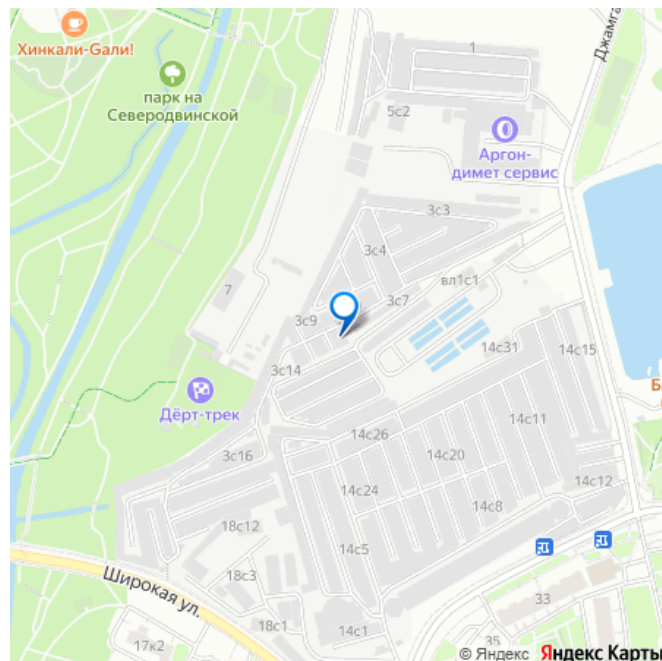 Хинкали-Gали!
парк на
Северодвинской
1
Джамга
5с2
Аргон-
димет сервис
3с3
3с4
вл1с1
7
3с7
3с9
14с31
14с15
3с14
Б
Дёрт-трек
14с11
14с26
3с16
14с20
14с24
14с12
14с8
18с12
14с5
Широкая ул.
18с3
33
18с1
14с1
17к2
35
© Яндекс Яндекс Карты